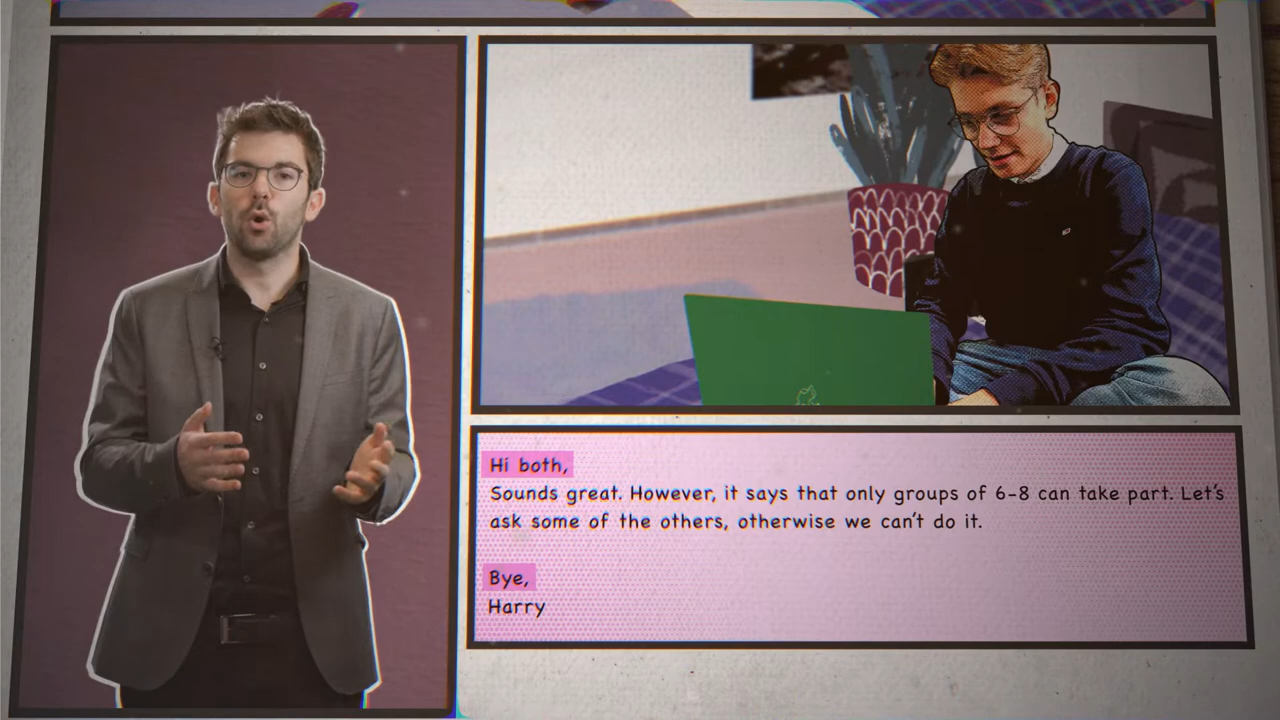 Hi both,
Sounds great. However, it says that only groups of 6-8 can take part. Let's
ask some of the others, otherwise we can't do it.
Bye,
Harry